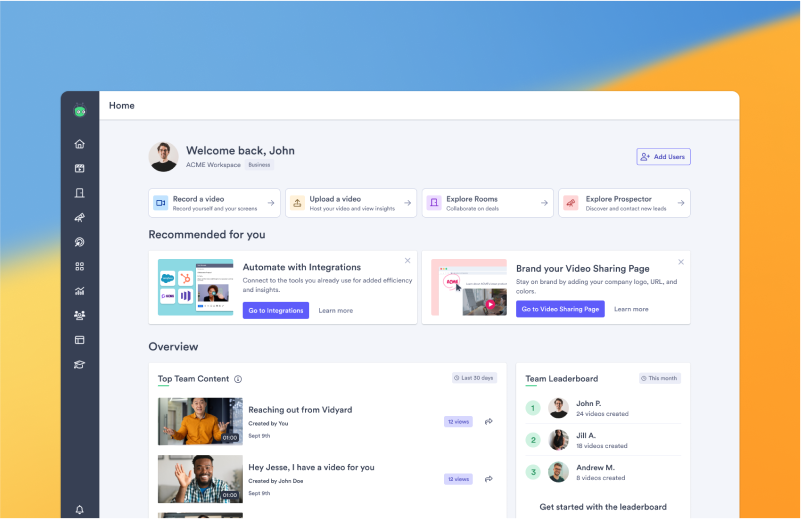 Home
Welcome back, John
ACME Workspace Business
Add Users
Record a video
Record yourself and your screens
Upload a video
Host your video and view insights
Explore Rooms
Collaborate on deals
Explore Prospector
Discover and contact new leads
Recommended for you
Automate with Integrations
Connect to the tools you already use for added efficiency
and insights.
Go to Integrations Learn more
ACME
Brand your Video Sharing Page
Stay on brand by adding your company logo, URL, and
colors.
Go to Video Sharing Page Learn more
Overview
Top Team Content
Last 30 days
01:00
Reaching out from Vidyard
Created by You
Sept 9th
12 views
01:00
Hey Jesse, I have a video for you
Created by John Doe
Sept 9th
12 views
Team Leaderboard
This month
1
John P.
24 videos created
2
Jill A.
18 videos created
3
Andrew M.
8 videos created
Get started with the leaderboard